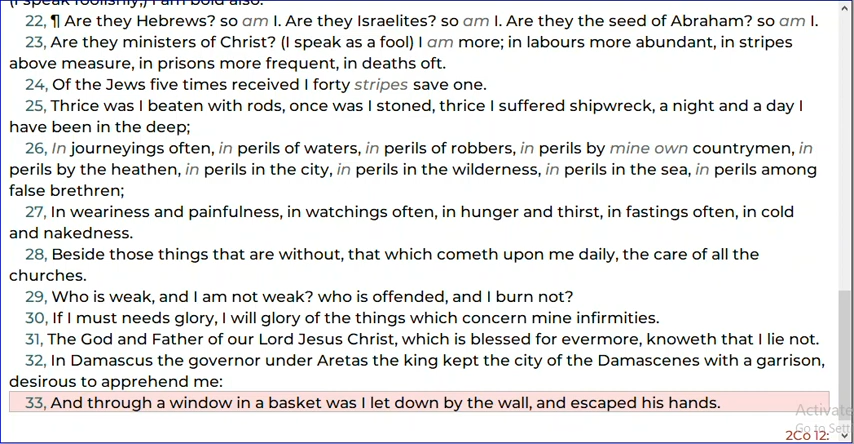 (I speak foolishly,) I am bold also.
22, ¶ Are they Hebrews? so am I. Are they Israelites? so am I. Are they the seed of Abraham? so am I.
23, Are they ministers of Christ? (I speak as a fool) I am more; in labours more abundant, in stripes
above measure, in prisons more frequent, in deaths oft.
24, Of the Jews five times received I forty stripes save one.
25, Thrice was I beaten with rods, once was I stoned, thrice I suffered shipwreck, a night and a day I
have been in the deep;
26, In journeyings often, in perils of waters, in perils of robbers, in perils by mine own countrymen, in
perils by the heathen, in perils in the city, in perils in the wilderness, in perils in the sea, in perils among
false brethren;
27, In weariness and painfulness, in watchings often, in hunger and thirst, in fastings often, in cold
and nakedness.
28, Beside those things that are without, that which cometh upon me daily, the care of all the
churches.
29, Who is weak, and I am not weak? who is offended, and I burn not?
30, If I must needs glory, I will glory of the things which concern mine infirmities.
31, The God and Father of our Lord Jesus Christ, which is blessed for evermore, knoweth that I lie not.
32, In Damascus the governor under Aretas the king kept the city of the Damascenes with a garrison,
desirous to apprehend me:
33, And through a window in a basket was I let down by the wall, and escaped his hands.
Activate
Go to Sett
2Co 12: